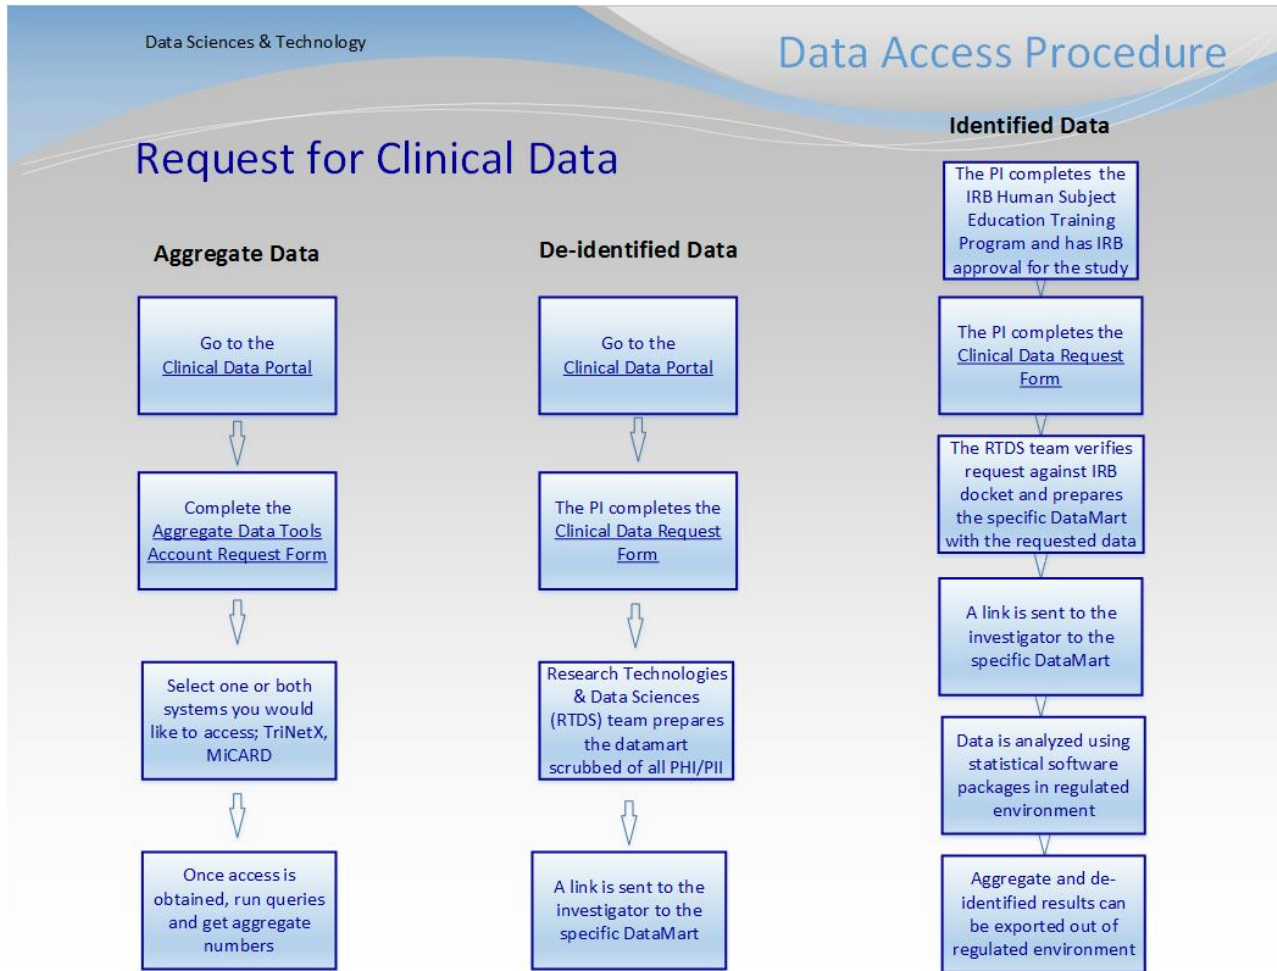 Data Sciences & Technology
Data Access Procedure
Request for Clinical Data
Aggregate Data
Go to the
Clinical Data Portal
Complete the
Aggregate Data Tools
Account Request Form
Select one or both
systems you would
like to access; TriNetX,
MiCARD
Once access is
obtained, run queries
and get aggregate
numbers
De-identified Data
Go to the
Clinical Data Portal
The PI completes the
Clinical Data Request
Form
Research Technologies
& Data Sciences
(RTDS) team prepares
the datamart
scrubbed of all PHI/PII
A link is sent to the
investigator to the
specific DataMart
Identified Data
The PI completes the
IRB Human Subject
Education Training
Program and has IRB
approval for the study
The PI completes the
Clinical Data Request
Form
The RTDS team verifies
request against IRB
docket and prepares
the specific DataMart
with the requested data
A link is sent to the
investigator to the
specific DataMart
Data is analyzed using
statistical software
packages in regulated
environment
Aggregate and de-
identified results can
be exported out of
regulated environment